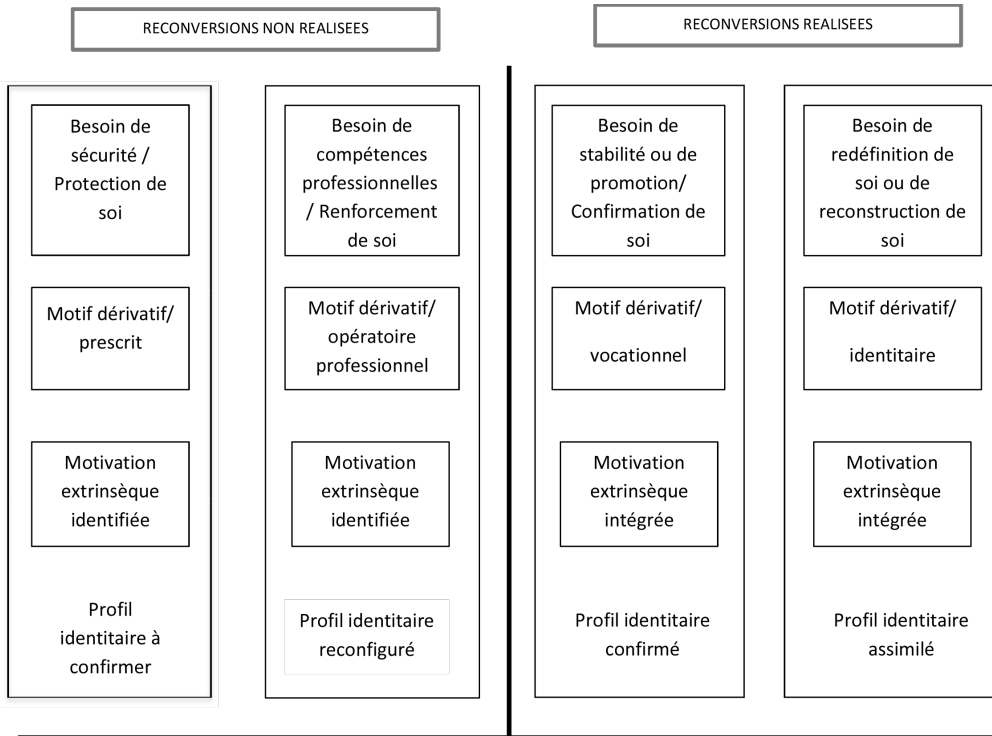 RECONVERSIONS NON REALISEES
RECONVERSIONS REALISEES
Besoin de
sécurité /
Protection de
soi
Motif dérivatif/
prescrit
Motivation
extrinsèque
identifiée
Profil
identitaire à
confirmer
Besoin de
compétences
professionnelles
/ Renforcement
de soi
Motif dérivatif/
opératoire
professionnel
Motivation
extrinsèque
identifiée
Profil identitaire
reconfiguré
Besoin de
stabilité ou de
promotion/
Confirmation de
soi
Motif dérivatif/
vocationnel
Motivation
extrinsèque
intégrée
Profil identitaire
confirmé
Besoin de
redéfinition de
soi ou de
reconstruction de
soi
Motif dérivatif/
identitaire
Motivation
extrinsèque
intégrée
Profil identitaire
assimilé